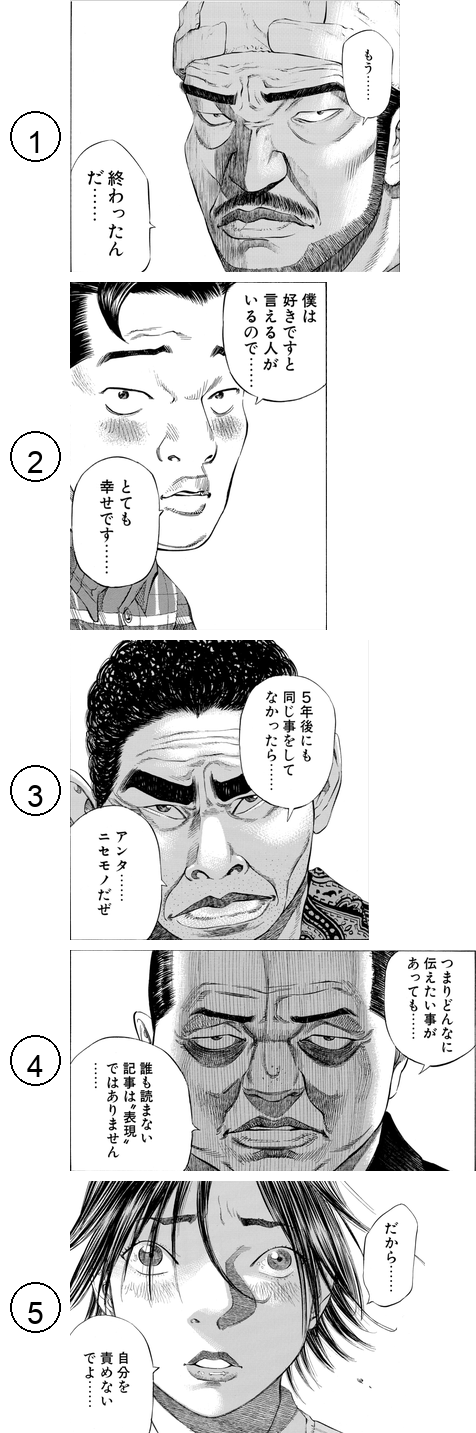 1
もう……
終わったん
だ……
2
僕は
好きですと
言える人が
いるので……
とても
幸せです……
3
5年後にも
同じ事をして
なかったら……
アンタ……
ニセモノだぜ
4
つまりどんなに
伝えたい事が
あっても……
誰も読まない
記事は〝表現〟
ではありません
……
5
だから……
自分を
責めない
でよ……